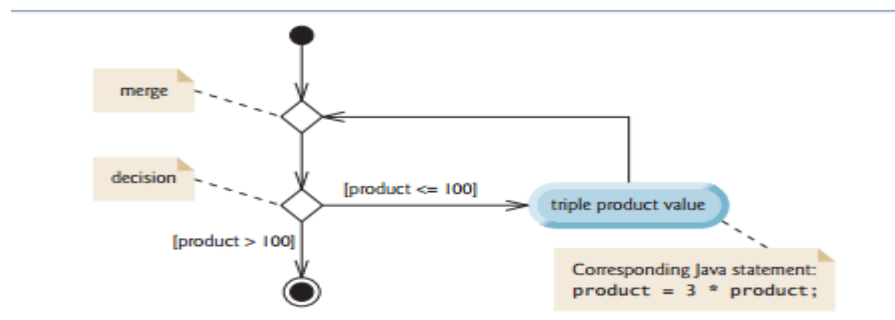 merge
decision
[product <= 100]
triple product value
[product > 100]
Corresponding Java statement:
product = 3 * product;